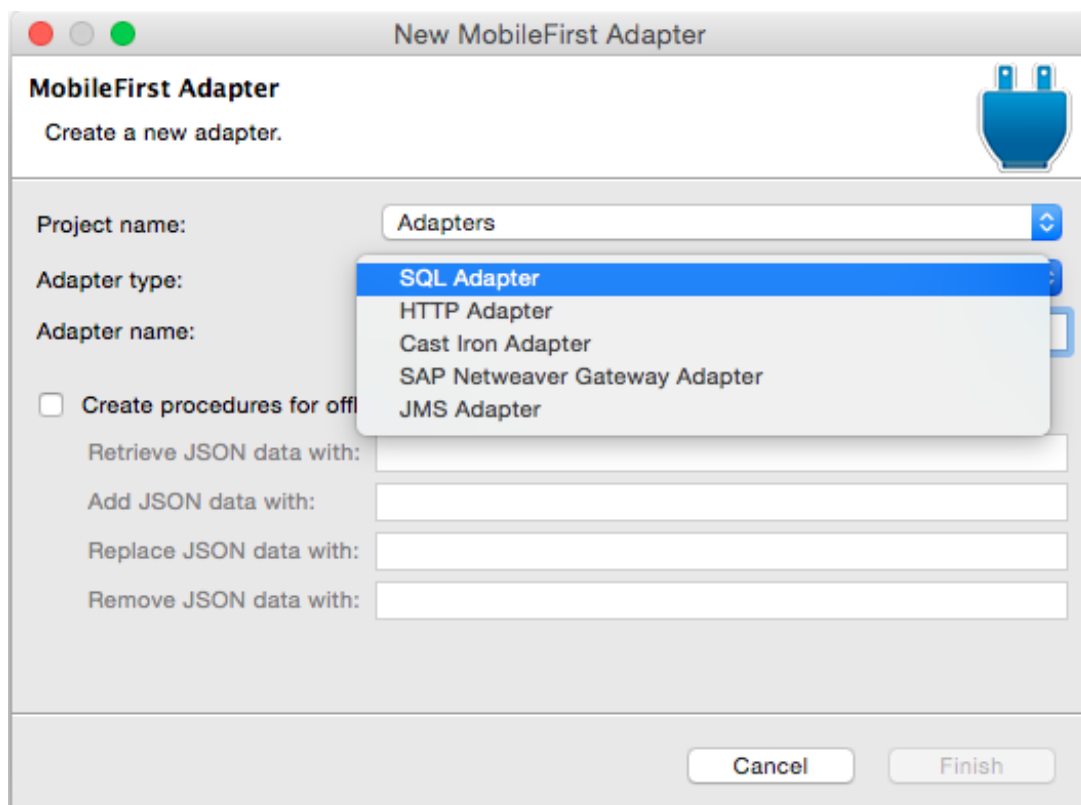 New MobileFirst Adapter
MobileFirst Adapter
Create a new adapter.
Project name: Adapters
Adapter type: SQL Adapter
HTTP Adapter
Adapter name:
Cast Iron Adapter
SAP Netweaver Gateway Adapter
Create procedures for offl
JMS Adapter
Retrieve JSON data with:
Add JSON data with:
Replace JSON data with:
Remove JSON data with:
Cancel Finish